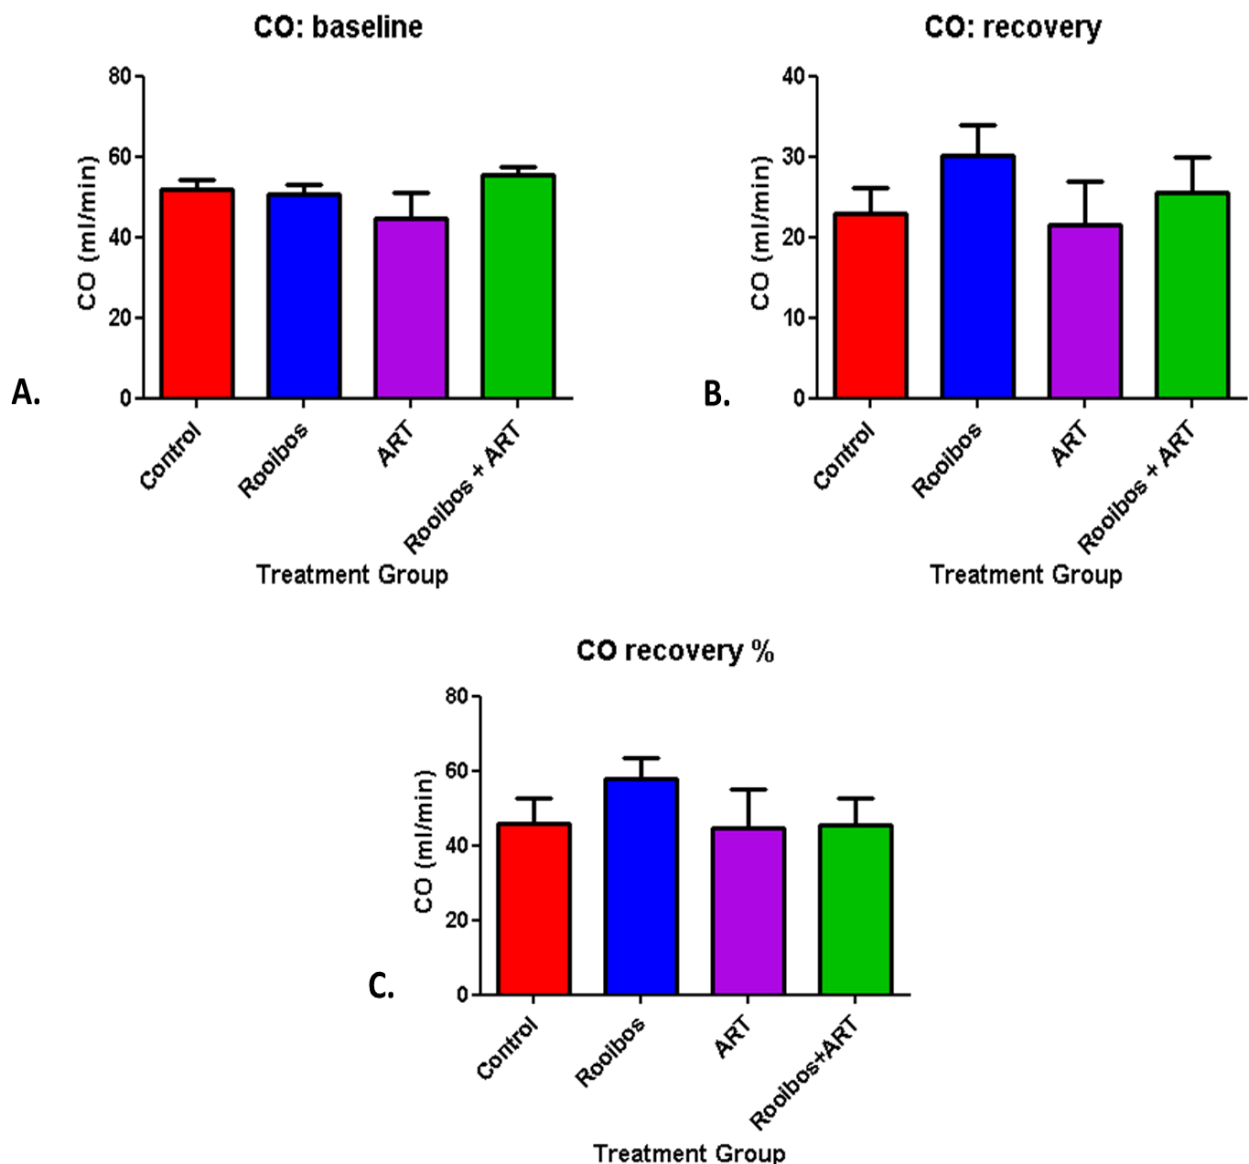 CO: baseline
80
60
40
20
0
CO (ml/min)
A.
Control
Rooibos
ART
Rooibos + ART
Treatment Group
CO: recovery
40
30
20
10
0
CO (ml/min)
B.
Control
Rooibos
ART
Rooibos + ART
Treatment Group
CO recovery %
80
60
40
20
0
CO (ml/min)
C.
Control
Rooibos
ART
Rooibos+ART
Treatment Group